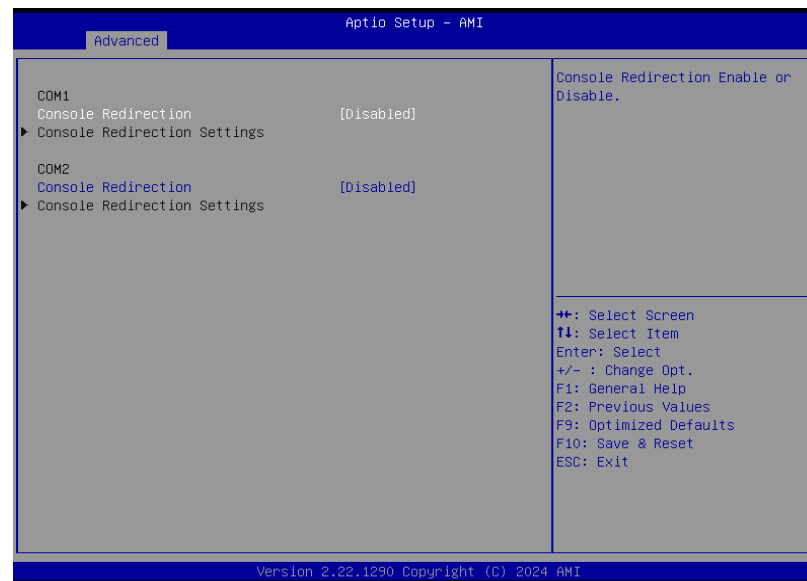 Aptio Setup – AMI
Advanced
COM1
Console Redirection [Disabled]
▶ Console Redirection Settings
COM2
Console Redirection [Disabled]
▶ Console Redirection Settings
Console Redirection Enable or
Disable.
→←: Select Screen
↑↓: Select Item
Enter: Select
+/- : Change Opt.
F1: General Help
F2: Previous Values
F9: Optimized Defaults
F10: Save & Reset
ESC: Exit
Version 2.22.1290 Copyright (C) 2024 AMI